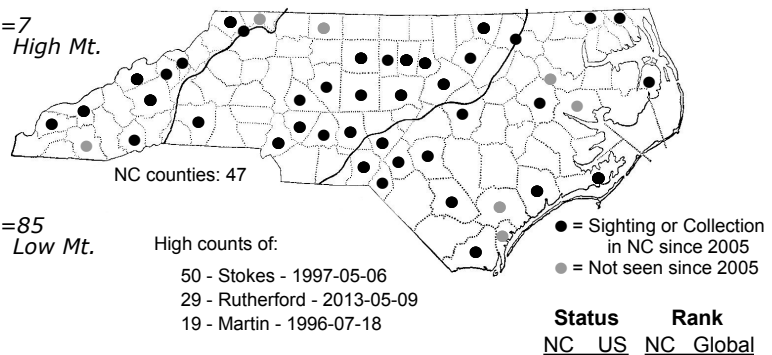 =7
High Mt.
NC counties: 47
=85
Low Mt.
High counts of:
50 - Stokes - 1997-05-06
29 - Rutherford - 2013-05-09
19 - Martin - 1996-07-18
● = Sighting or Collection
in NC since 2005
● = Not seen since 2005
Status Rank
NC US NC Global